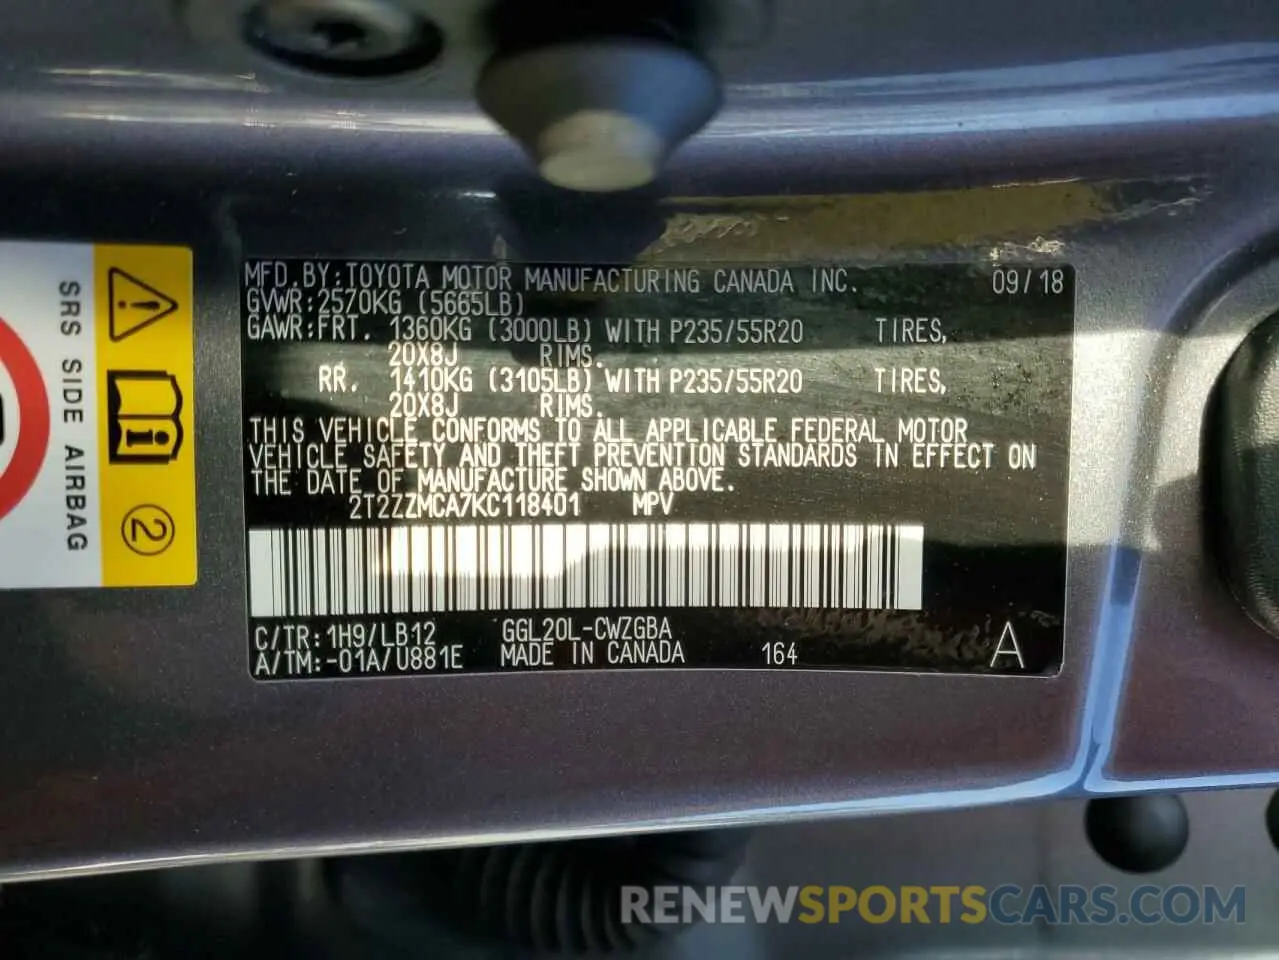 MFD.BY:TOYOTA MOTOR MANUFACTURING CANADA INC. 09/18
GVWR:2570KG (5665LB)
GAWR:FRT. 1360KG (3000LB) WITH P235/55R20 TIRES,
20X8J RIMS.
RR. 1410KG (3105LB) WITH P235/55R20 TIRES,
20X8J RIMS.
THIS VEHICLE CONFORMS TO ALL APPLICABLE FEDERAL MOTOR
VEHICLE SAFETY AND THEFT PREVENTION STANDARDS IN EFFECT ON
THE DATE OF MANUFACTURE SHOWN ABOVE.
2T2ZZMCA7KC118401 MPV
C/TR:1H9/LB12 GGL20L-CWZGBA
A/TM:-01A/U881E MADE IN CANADA 164 A
SRS SIDE AIRBAG
2
RENEWSPORTSCARS.COM